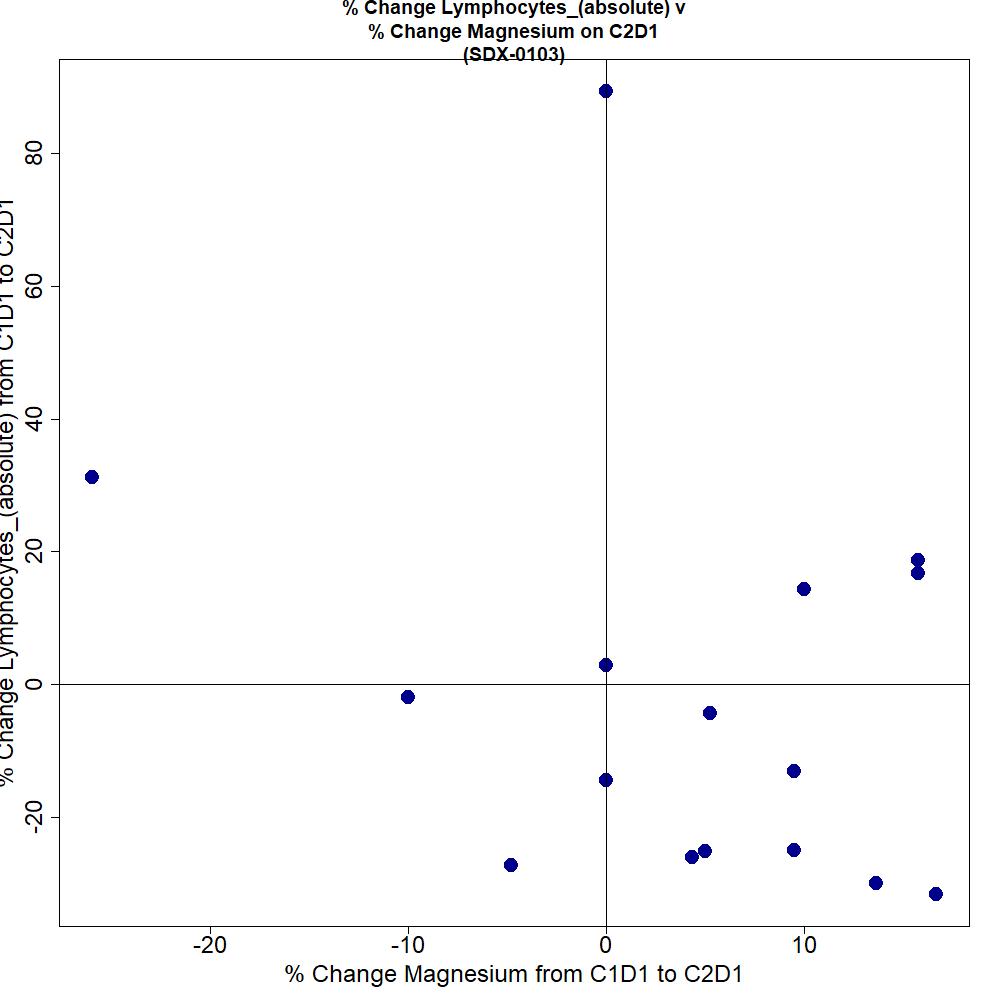 % Change Lymphocytes_(absolute) v
% Change Magnesium on C2D1
(SDX-0103)
% Change Lymphocytes_(absolute) from C1D1 to C2D1
80
60
40
20
0
-20
-20
-10
0
10
% Change Magnesium from C1D1 to C2D1